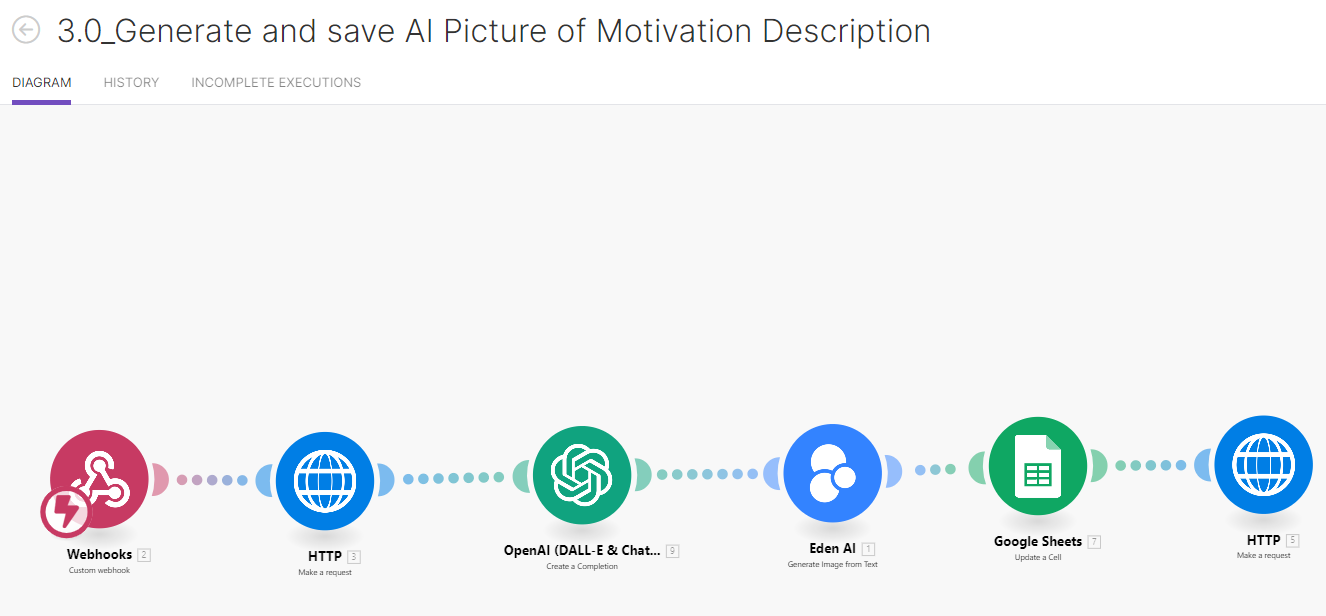 3.0_Generate and save AI Picture of Motivation Description
DIAGRAM HISTORY INCOMPLETE EXECUTIONS
Webhooks 2
Custom webhook
HTTP 3
Make a request
OpenAI (DALL-E & Chat... 9
Create a Completion
Eden AI 1
Generate Image from Text
Google Sheets 7
Update a Cell
HTTP 5
Make a request